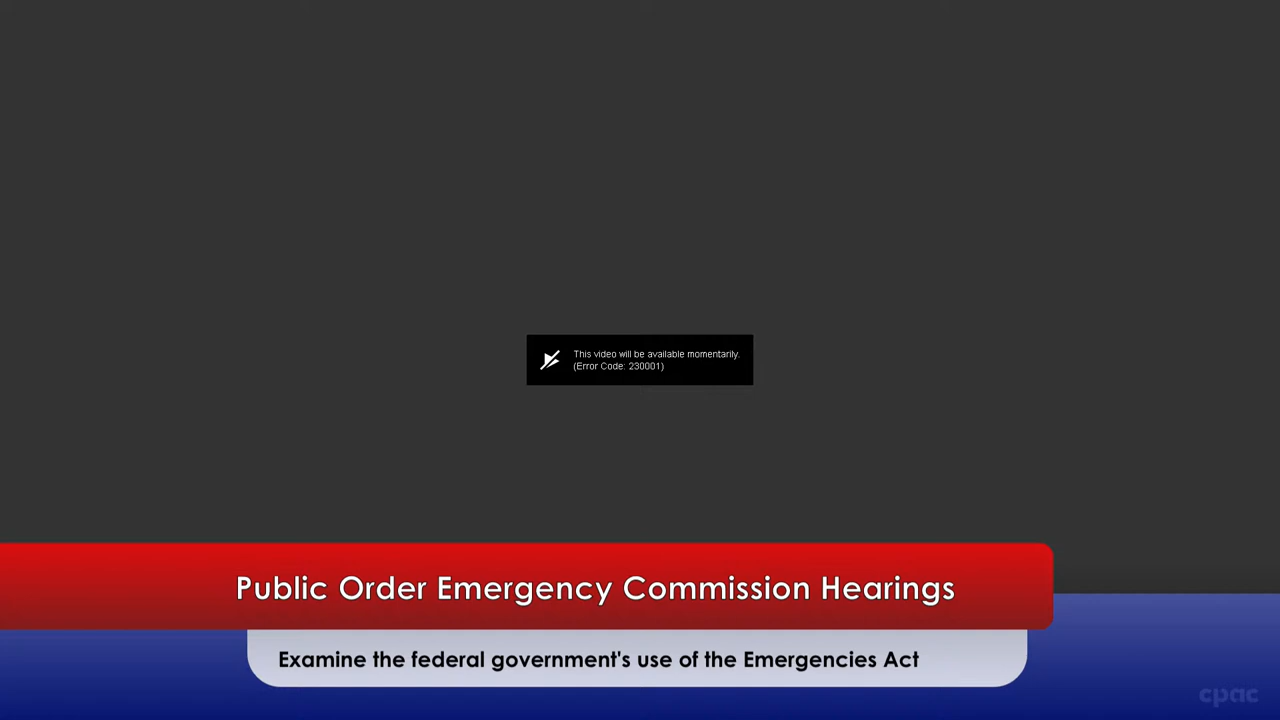 This video will be available momentarily.
(Error Code: 230001)
Public Order Emergency Commission Hearings
Examine the federal government's use of the Emergencies Act
cpac